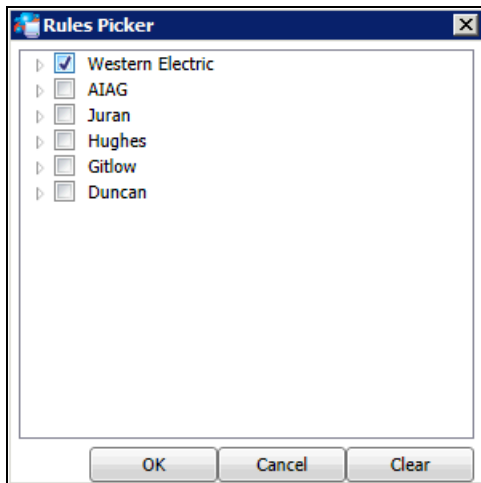 Rules Picker
Western Electric
AIAG
Juran
Hughes
Gitlow
Duncan
OK Cancel Clear